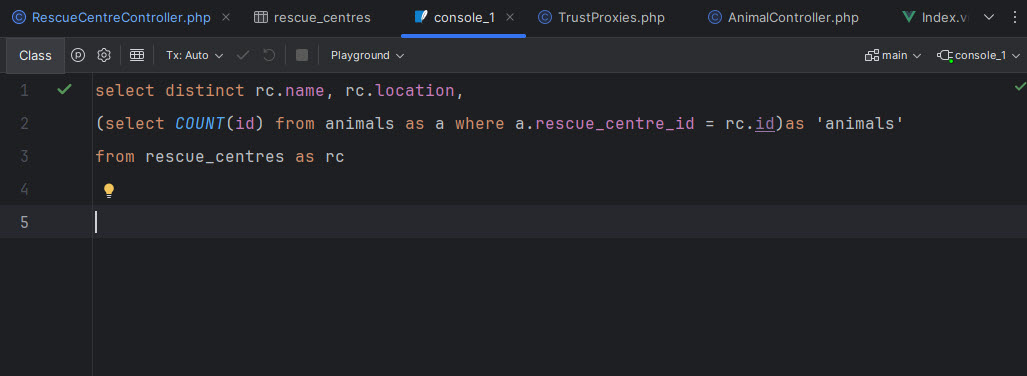 RescueCentreController.php rescue_centres console_1 TrustProxies.php AnimalController.php Index.v
Class Tx: Auto Playground main console_1
1 select distinct rc.name, rc.location,
2 (select COUNT(id) from animals as a where a.rescue_centre_id = rc.id)as 'animals'
3 from rescue_centres as rc
4
5